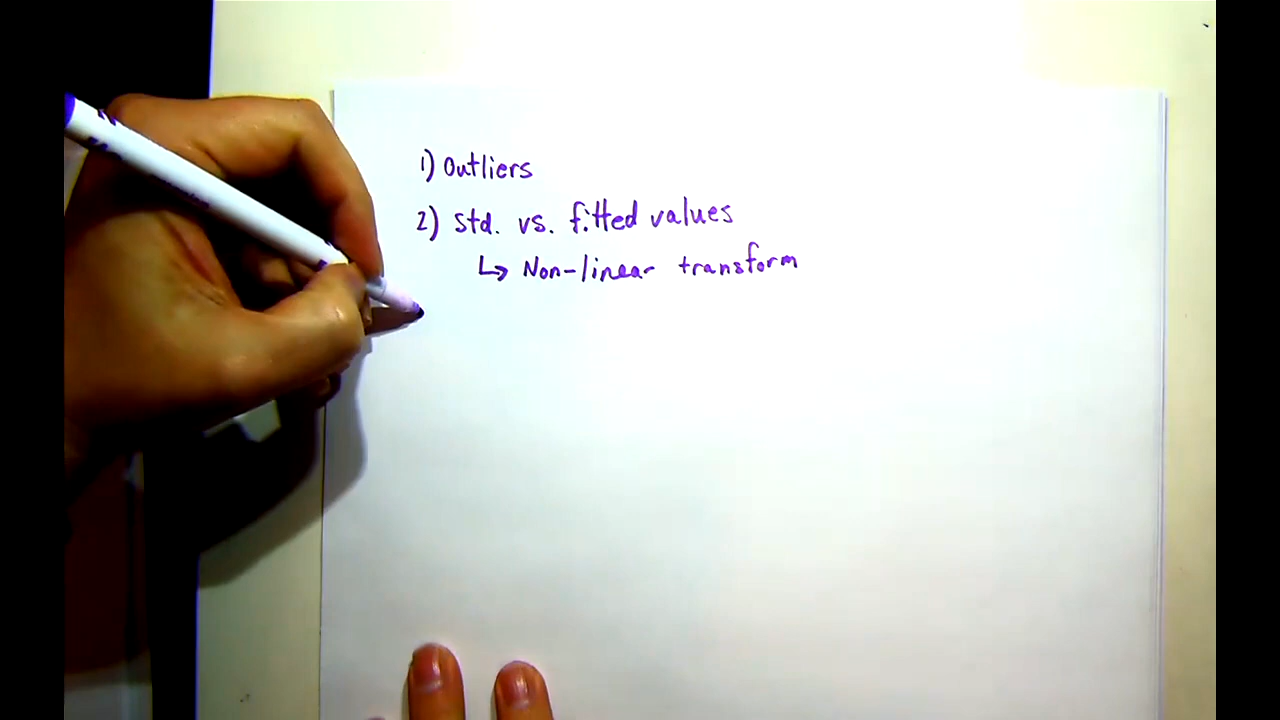 1) Outliers
2) Std. vs. fitted values
↳ Non-linear transform